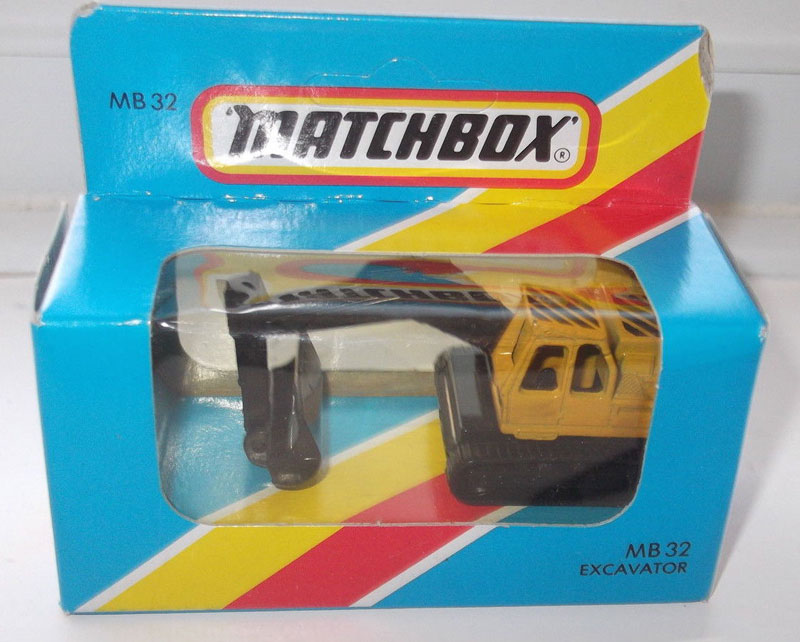 MB 32
"MATCHBOX"
®
MB 32
EXCAVATOR